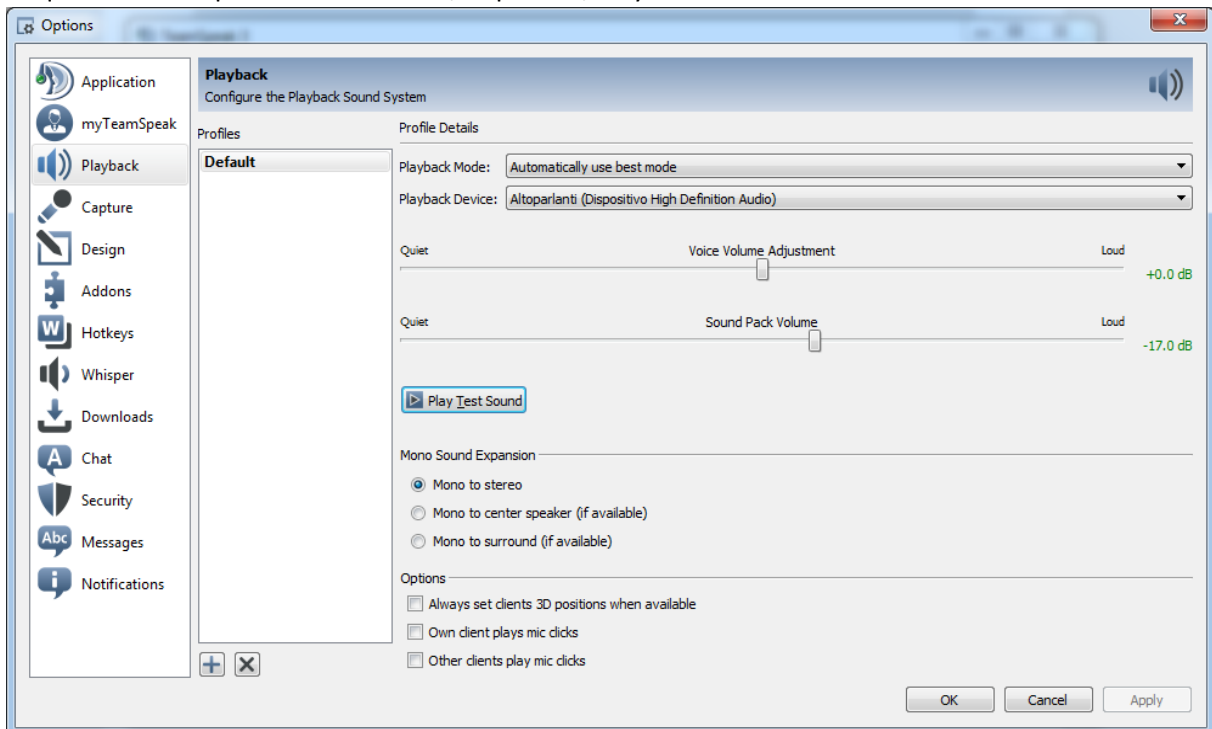 Options
Application
myTeamSpeak
Playback
Capture
Design
Addons
Hotkeys
Whisper
Downloads
Chat
Security
Messages
Notifications
Playback
Configure the Playback Sound System
Profiles
Default
Profile Details
Playback Mode: Automatically use best mode
Playback Device: Altoparlanti (Dispositivo High Definition Audio)
Quiet Voice Volume Adjustment Loud
+0.0 dB
Quiet Sound Pack Volume Loud
-17.0 dB
Play Test Sound
Mono Sound Expansion
Mono to stereo
Mono to center speaker (if available)
Mono to surround (if available)
Options
Always set clients 3D positions when available
Own client plays mic clicks
Other clients play mic clicks
OK Cancel Apply